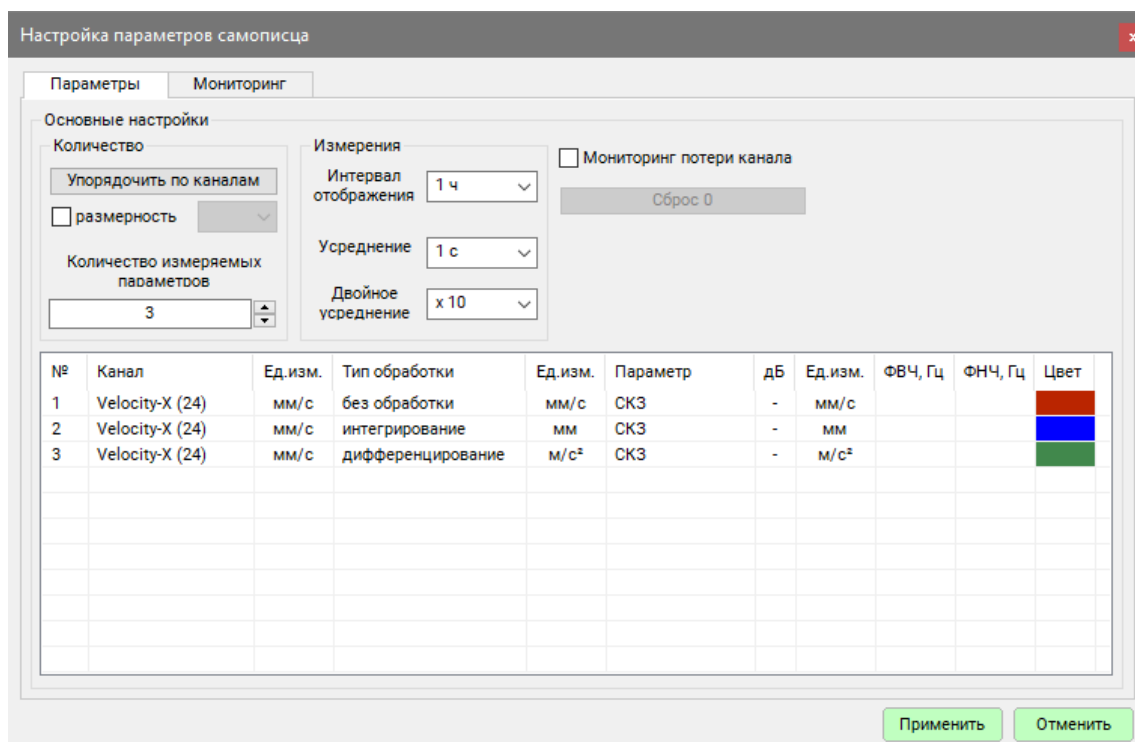 Настройка параметров самописца
x
Параметры Мониторинг
Основные настройки
Количество
Упорядочить по каналам
размерность
Количество измеряемых
параметров
3
Измерения
Интервал
отображения
1 ч
Усреднение
1 с
Двойное
усреднение
x 10
Мониторинг потери канала
Сброс 0
№ Канал Ед.изм. Тип обработки Ед.изм. Параметр дБ Ед.изм. ФВЧ, Гц ФНЧ, Гц Цвет
1 Velocity-X (24) мм/с без обработки мм/с СКЗ - мм/с
2 Velocity-X (24) мм/с интегрирование мм СКЗ - мм
3 Velocity-X (24) мм/с дифференцирование м/с² СКЗ - м/с²
Применить Отменить